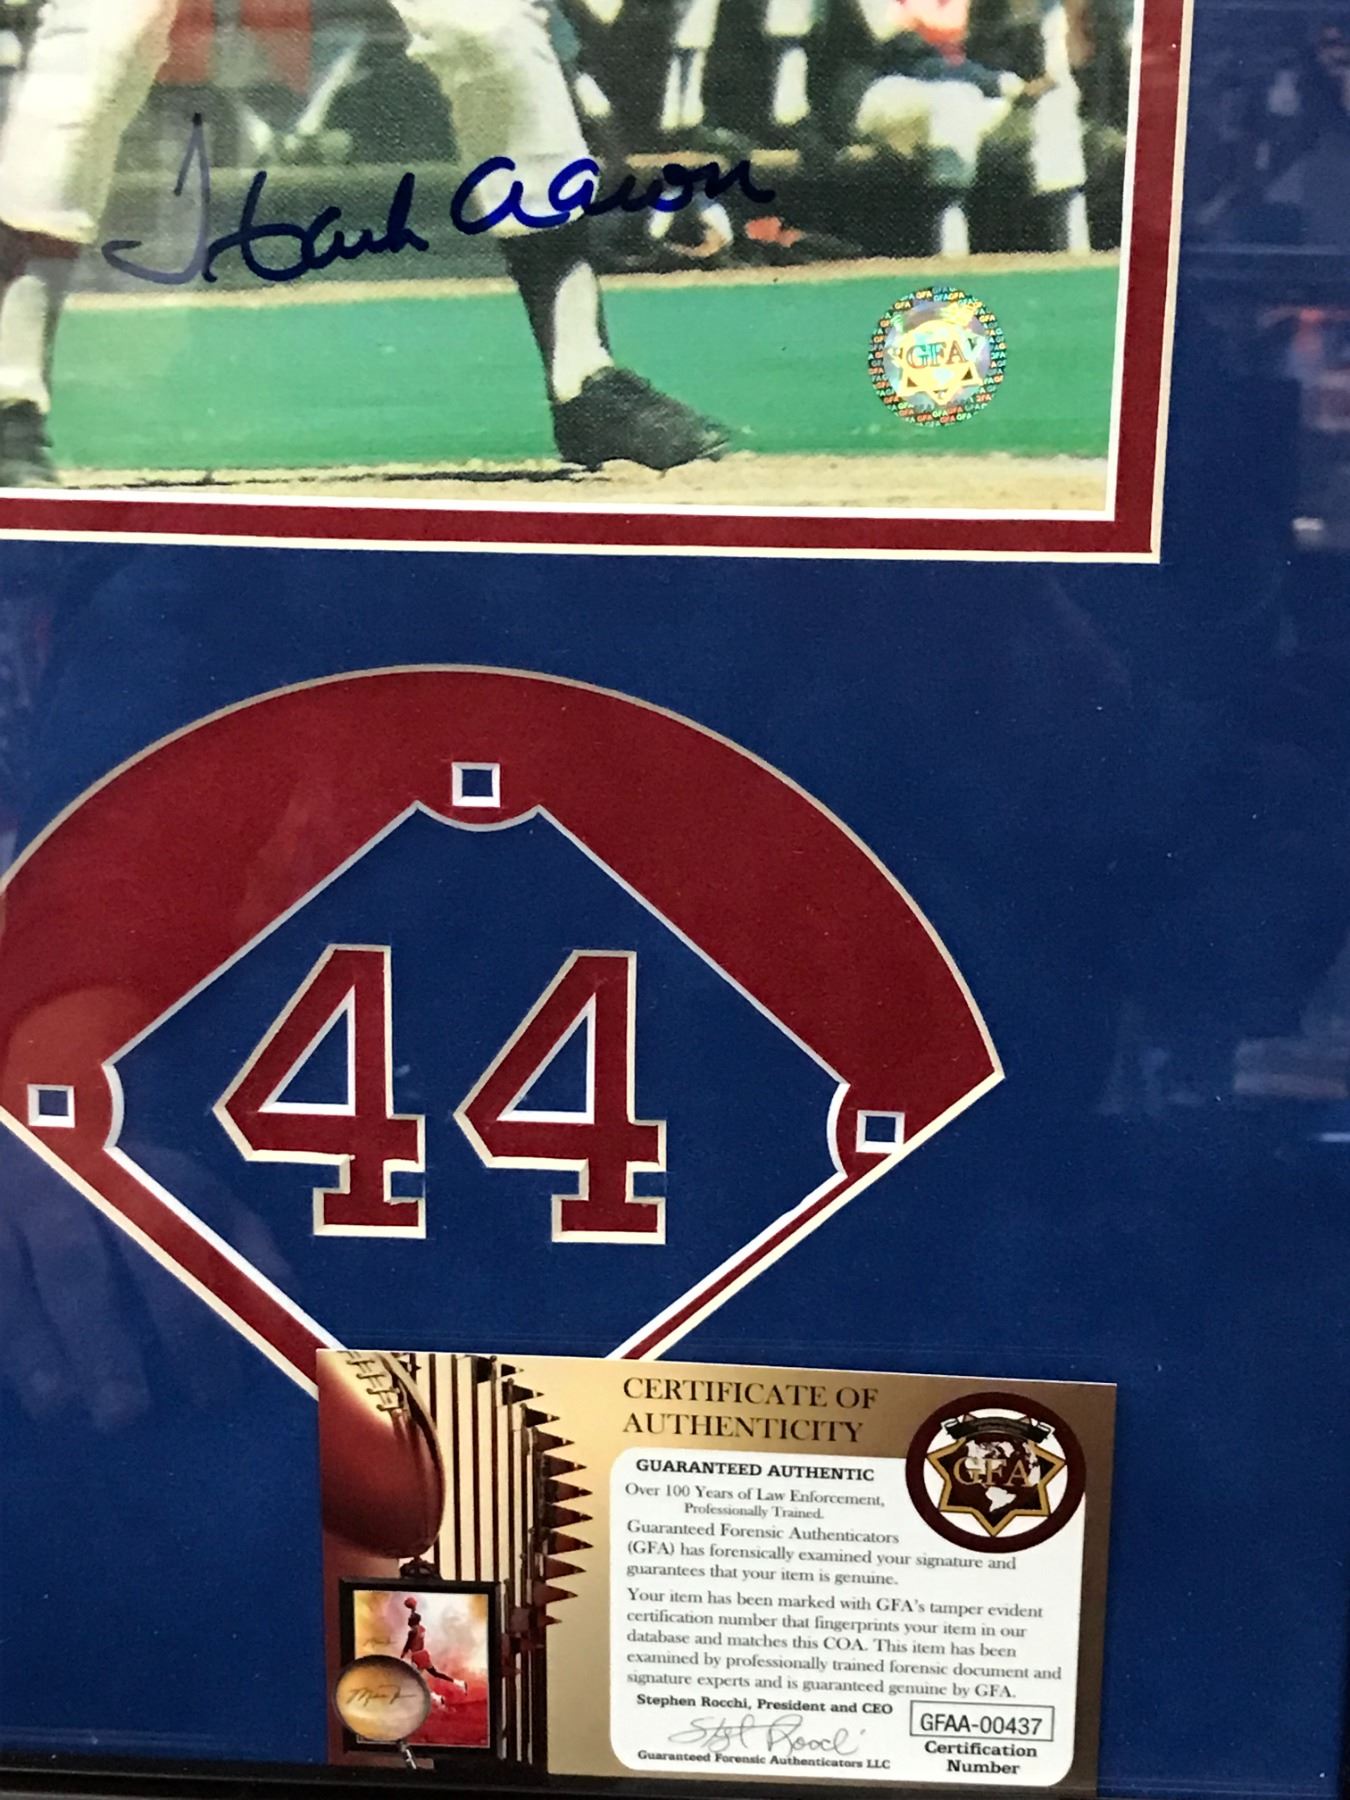 Hank Aaron
GFA
44
CERTIFICATE OF
AUTHENTICITY
GFA
GUARANTEED AUTHENTIC
Over 100 Years of Law Enforcement,
Professionally Trained.
Guaranteed Forensic Authenticators
(GFA) has forensically examined your signature and
guarantees that your item is genuine.
Your item has been marked with GFA's tamper evident
certification number that fingerprints your item in our
database and matches this COA. This item has been
examined by professionally trained forensic document and
signature experts and is guaranteed genuine by GFA.
Stephen Rocchi, President and CEO
Guaranteed Forensic Authenticators LLC
GFAA-00437
Certification
Number